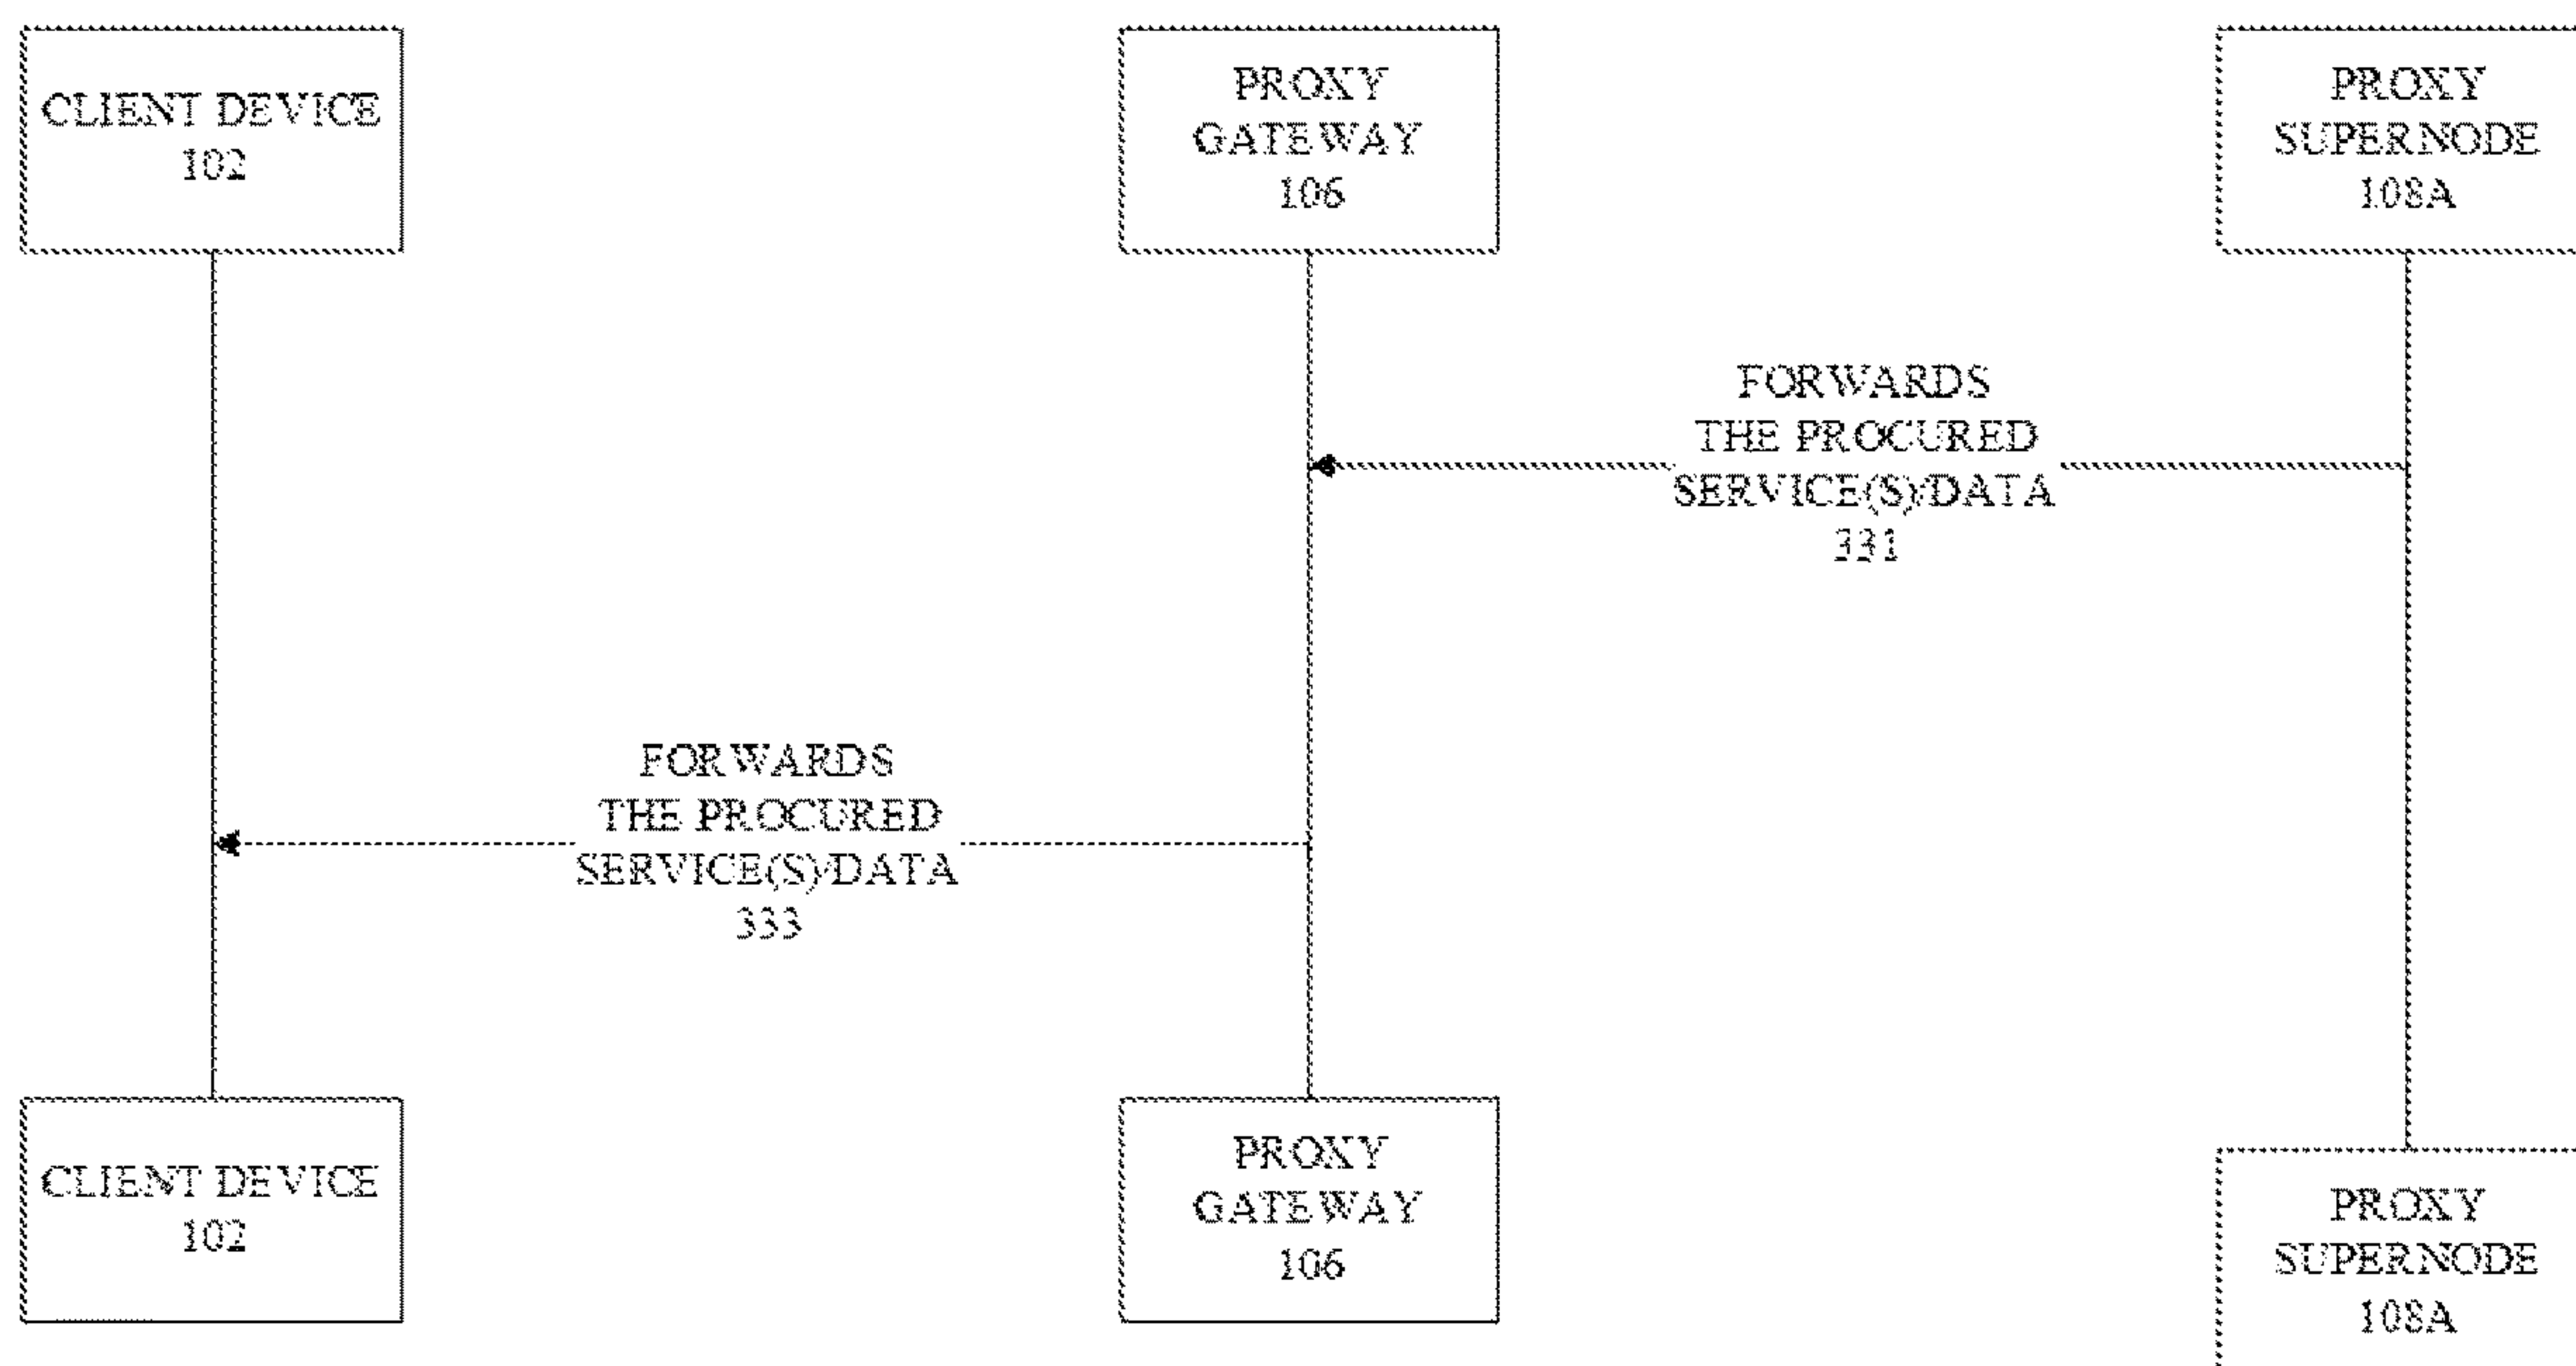 CLIENT DEVICE
102
PROXY
GATEWAY
106
PROXY
SUPERNODE
108A
FORWARDS
THE PROCURED
SERVICE(S)/DATA
331
FORWARDS
THE PROCURED
SERVICE(S)/DATA
333
CLIENT DEVICE
102
PROXY
GATEWAY
106
PROXY
SUPERNODE
108A